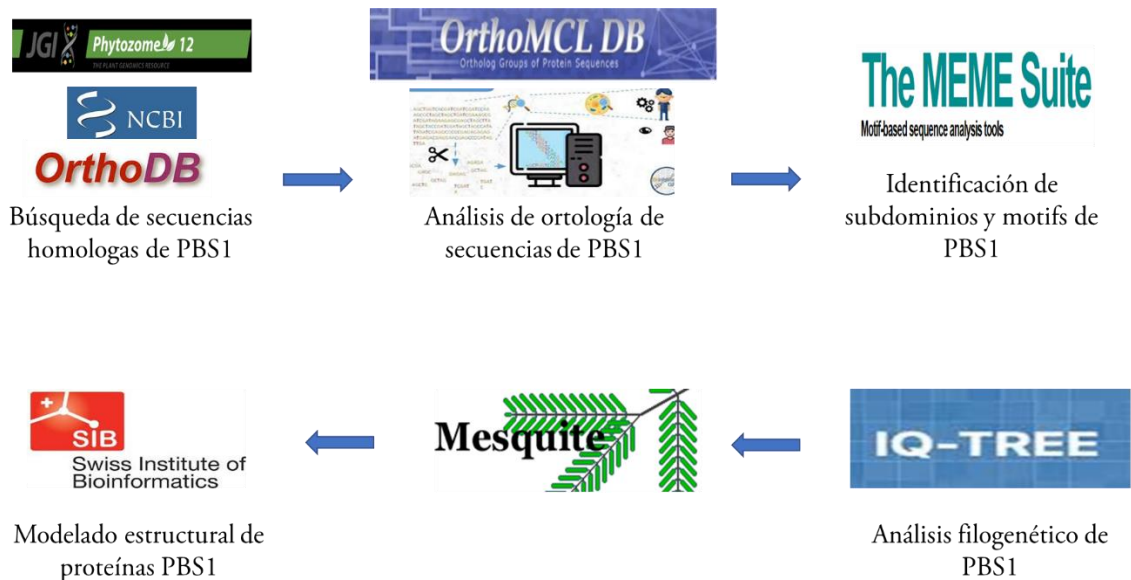 JGI Phytozome 12
THE PLANT GENOMICS RESOURCE
NCBI
OrthoDB
Búsqueda de secuencias
homologas de PBS1
OrthoMCL DB
Ortholog Groups of Protein Sequences
Análisis de ortología de
secuencias de PBS1
The MEME Suite
Motif-based sequence analysis tools
Identificación de
subdominios y motifs de
PBS1
SIB
Swiss Institute of
Bioinformatics
Modelado estructural de
proteínas PBS1
Mesquite
IQ-TREE
Análisis filogenético de
PBS1